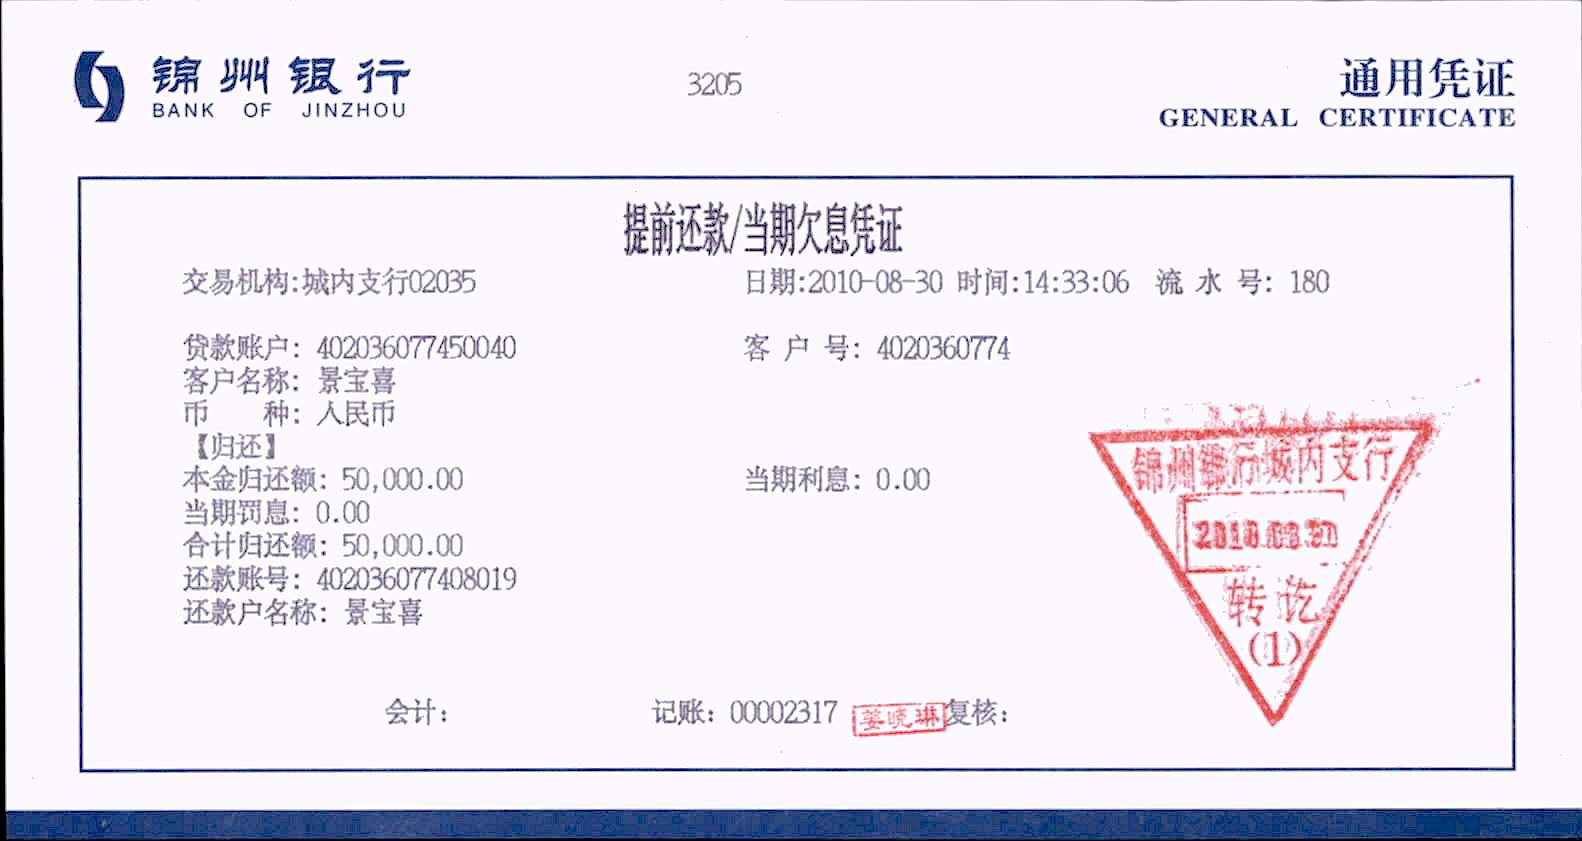 锦州银行
BANK OF JINZHOU
3205
通用凭证
GENERAL CERTIFICATE
提前还款/当期欠息凭证
交易机构:城内支行02035 日期:2010-08-30 时间:14:33:06 流 水 号: 180
贷款账户: 402036077450040 客 户 号: 4020360774
客户名称: 景宝喜
币 种: 人民币
【归还】
本金归还额: 50,000.00 当期利息: 0.00
当期罚息: 0.00
合计归还额: 50,000.00
还款账号: 402036077408019
还款户名称: 景宝喜
锦州银行城内支行
2010.08.30
转讫
(1)
会计: 记账: 00002317 姜晓琳 复核: